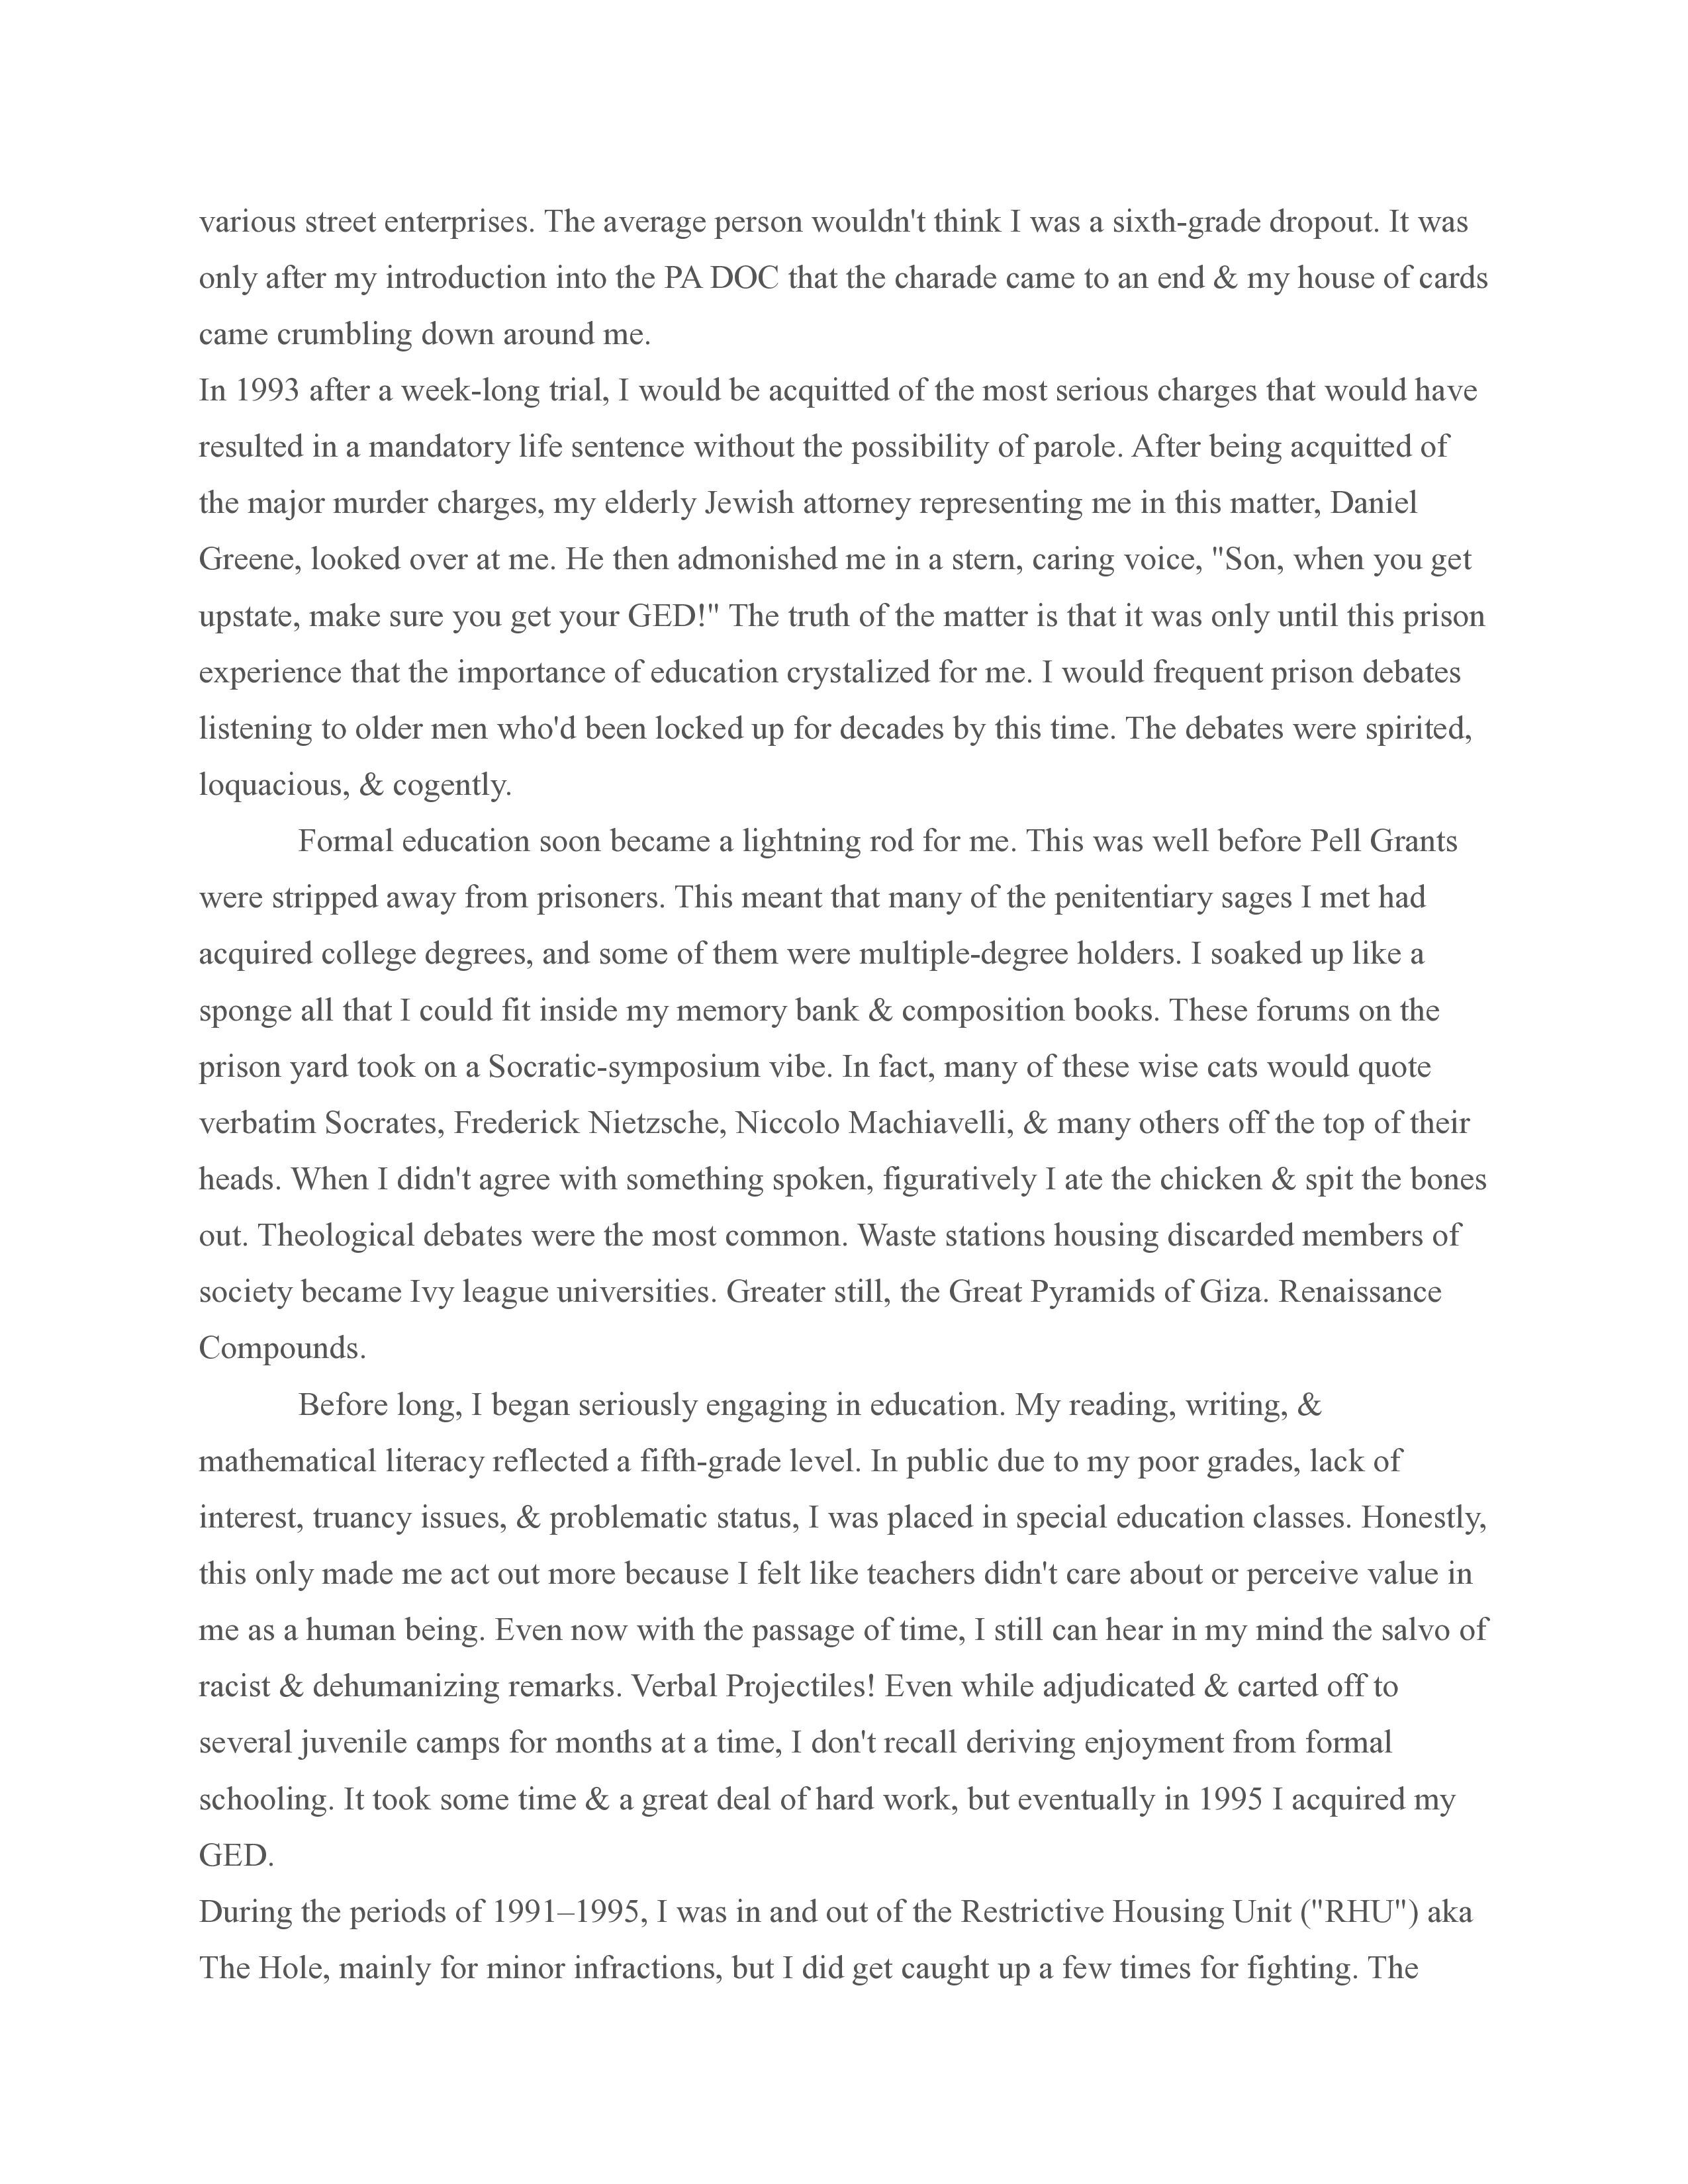 various street enterprises. The average person wouldn't think I was a sixth-grade dropout. It was
only after my introduction into the PA DOC that the charade came to an end & my house of cards
came crumbling down around me.
In 1993 after a week-long trial, I would be acquitted of the most serious charges that would have
resulted in a mandatory life sentence without the possibility of parole. After being acquitted of
the major murder charges, my elderly Jewish attorney representing me in this matter, Daniel
Greene, looked over at me. He then admonished me in a stern, caring voice, "Son, when you get
upstate, make sure you get your GED!" The truth of the matter is that it was only until this prison
experience that the importance of education crystalized for me. I would frequent prison debates
listening to older men who'd been locked up for decades by this time. The debates were spirited,
loquacious, & cogently.
Formal education soon became a lightning rod for me. This was well before Pell Grants
were stripped away from prisoners. This meant that many of the penitentiary sages I met had
acquired college degrees, and some of them were multiple-degree holders. I soaked up like a
sponge all that I could fit inside my memory bank & composition books. These forums on the
prison yard took on a Socratic-symposium vibe. In fact, many of these wise cats would quote
verbatim Socrates, Frederick Nietzsche, Niccolo Machiavelli, & many others off the top of their
heads. When I didn't agree with something spoken, figuratively I ate the chicken & spit the bones
out. Theological debates were the most common. Waste stations housing discarded members of
society became Ivy league universities. Greater still, the Great Pyramids of Giza. Renaissance
Compounds.
Before long, I began seriously engaging in education. My reading, writing, &
mathematical literacy reflected a fifth-grade level. In public due to my poor grades, lack of
interest, truancy issues, & problematic status, I was placed in special education classes. Honestly,
this only made me act out more because I felt like teachers didn't care about or perceive value in
me as a human being. Even now with the passage of time, I still can hear in my mind the salvo of
racist & dehumanizing remarks. Verbal Projectiles! Even while adjudicated & carted off to
several juvenile camps for months at a time, I don't recall deriving enjoyment from formal
schooling. It took some time & a great deal of hard work, but eventually in 1995 I acquired my
GED.
During the periods of 1991–1995, I was in and out of the Restrictive Housing Unit ("RHU") aka
The Hole, mainly for minor infractions, but I did get caught up a few times for fighting. The